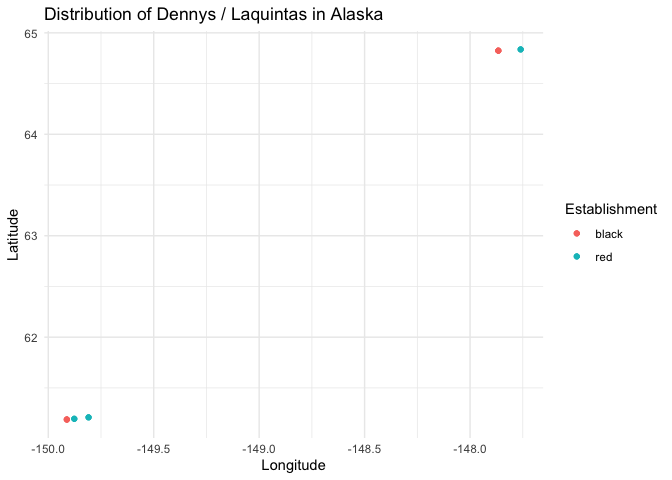 Distribution of Dennys / Laquintas in Alaska
65
64
63
62
Latitude
-150.0 -149.5 -149.0 -148.5 -148.0
Longitude
Establishment
black
red